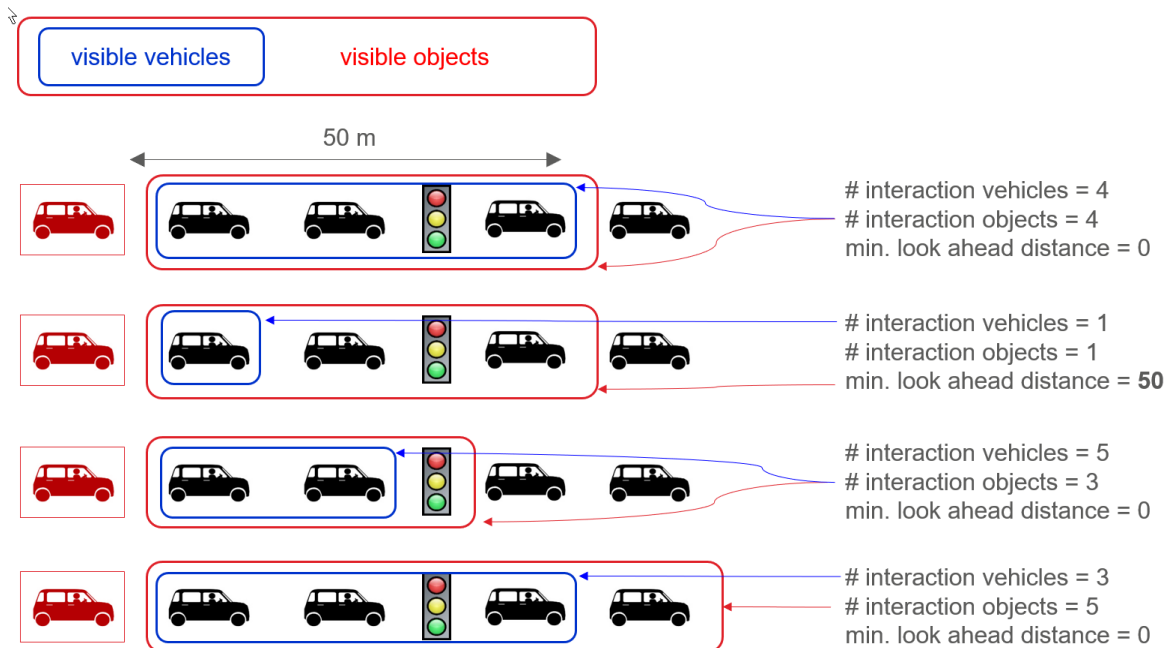 visible vehicles
visible objects
50 m
# interaction vehicles = 4
# interaction objects = 4
min. look ahead distance = 0
# interaction vehicles = 1
# interaction objects = 1
min. look ahead distance = 50
# interaction vehicles = 5
# interaction objects = 3
min. look ahead distance = 0
# interaction vehicles = 3
# interaction objects = 5
min. look ahead distance = 0